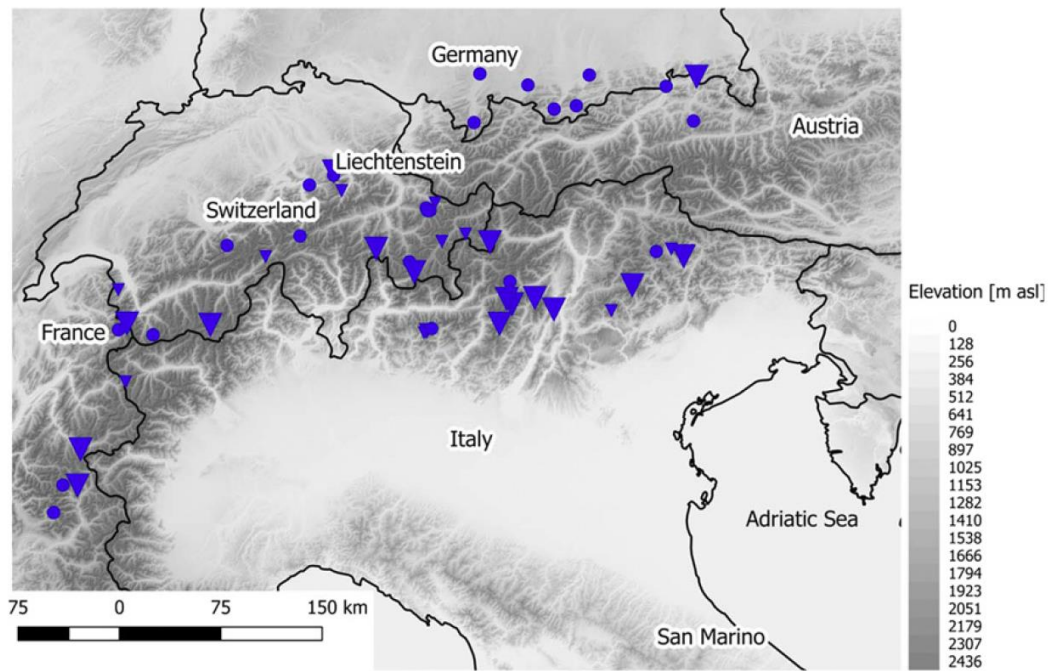 Germany
Austria
Liechtenstein
Switzerland
France
Italy
Adriatic Sea
San Marino
75 0 75 150 km
Elevation [m asl]
0
128
256
384
512
641
769
897
1025
1153
1282
1410
1538
1666
1794
1923
2051
2179
2307
2436